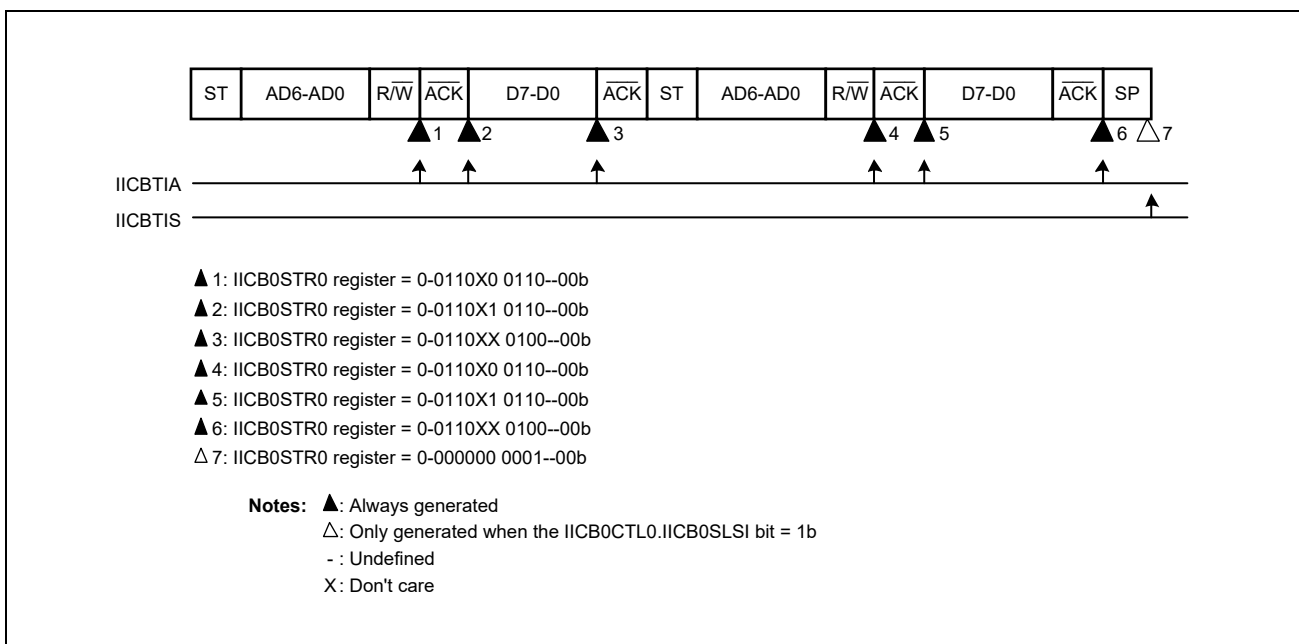 ST AD6-AD0 R/W ACK D7-D0 ACK ST AD6-AD0 R/W ACK D7-D0 ACK SP
▲1 ▲2 ▲3 ▲4 ▲5 ▲6 △7
IICBTIA
IICBTIS
▲ 1: IICB0STR0 register = 0-0110X0 0110--00b
▲ 2: IICB0STR0 register = 0-0110X1 0110--00b
▲ 3: IICB0STR0 register = 0-0110XX 0100--00b
▲ 4: IICB0STR0 register = 0-0110X0 0110--00b
▲ 5: IICB0STR0 register = 0-0110X1 0110--00b
▲ 6: IICB0STR0 register = 0-0110XX 0100--00b
△ 7: IICB0STR0 register = 0-000000 0001--00b
Notes: ▲: Always generated
△: Only generated when the IICB0CTL0.IICB0SLSI bit = 1b
- : Undefined
X: Don't care